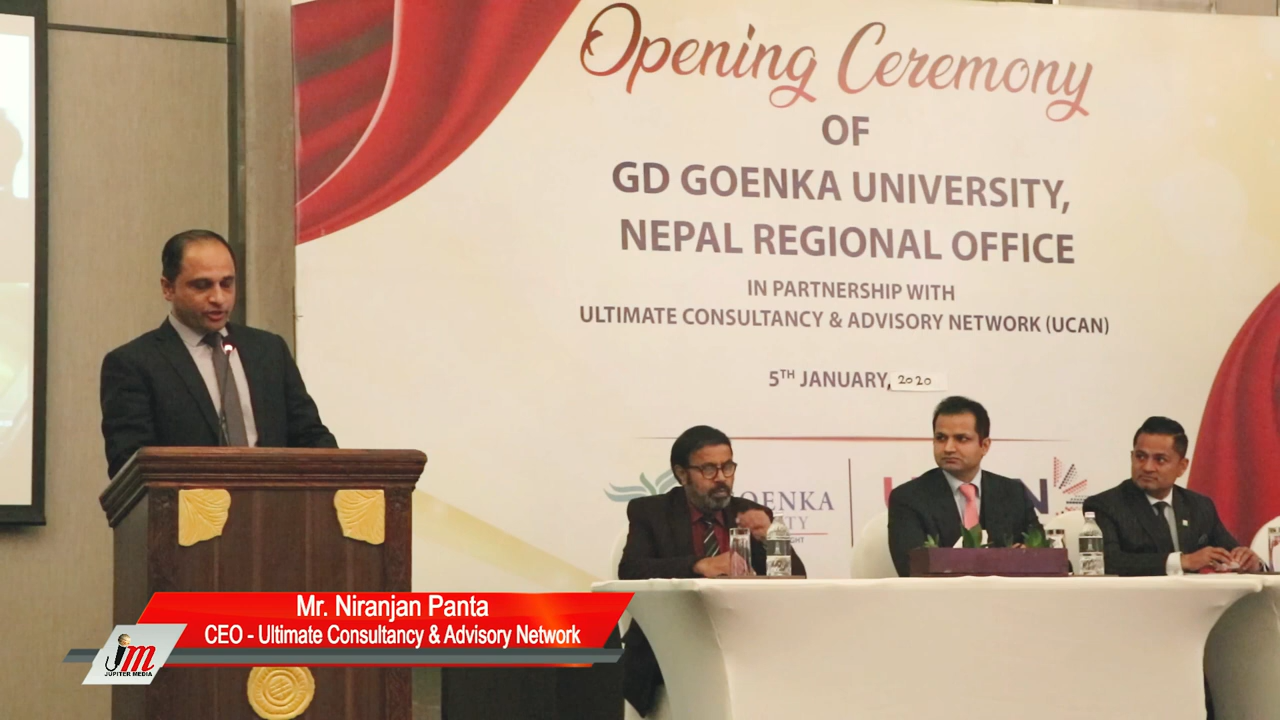 Opening Ceremony
OF
GD GOENKA UNIVERSITY,
NEPAL REGIONAL OFFICE
IN PARTNERSHIP WITH
ULTIMATE CONSULTANCY & ADVISORY NETWORK (UCAN)
5TH JANUARY, 2020
Mr. Niranjan Panta
CEO - Ultimate Consultancy & Advisory Network
JM
JUPITER MEDIA